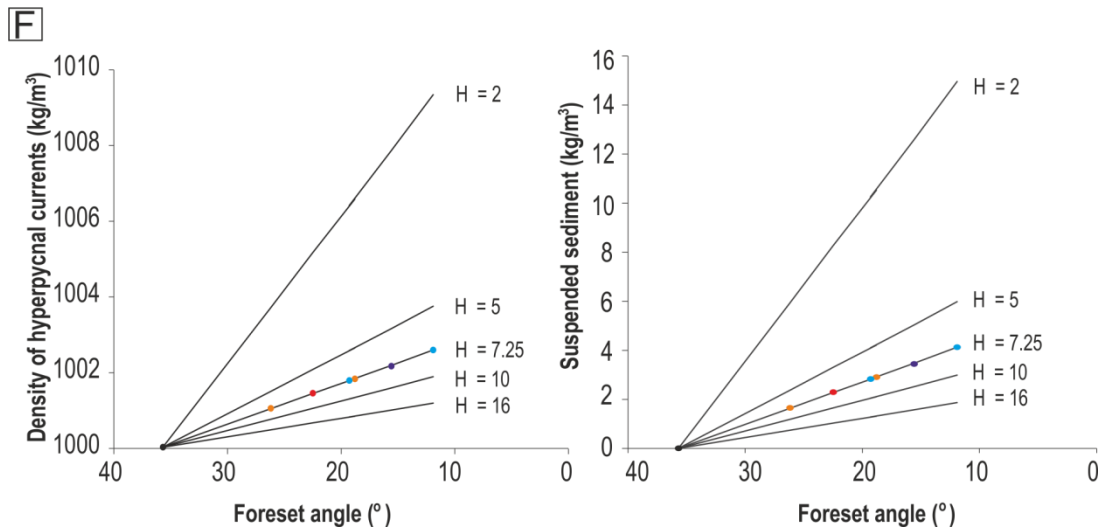 F
Density of hyperpycnal currents (kg/m³)
1010
1008
1006
1004
1002
1000
H = 2
H = 5
H = 7.25
H = 10
H = 16
40
30
20
10
0
Foreset angle (º)
Suspended sediment (kg/m³)
16
14
12
10
8
6
4
2
0
H = 2
H = 5
H = 7.25
H = 10
H = 16
40
30
20
10
0
Foreset angle (º)